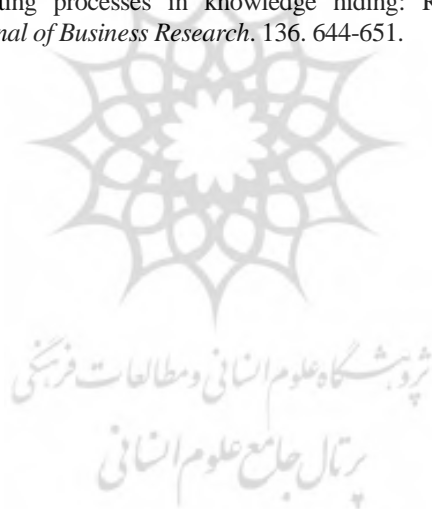 ting processes in knowledge hiding: R
nal of Business Research. 136. 644-651.
پژوهشگاه علوم انسانی و مطالعات فرهنگی
پرتال جامع علوم انسانی